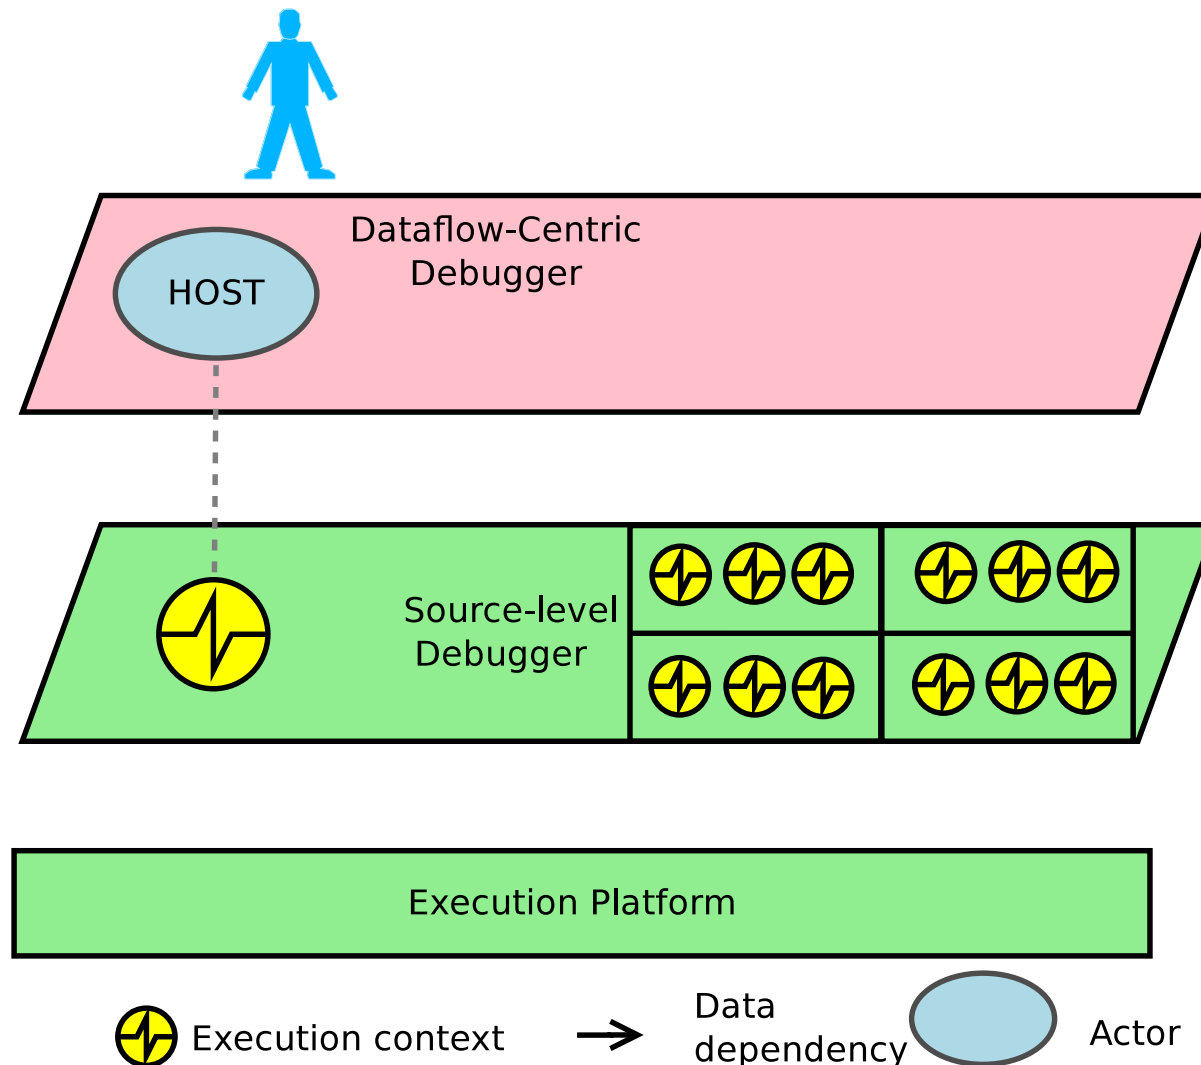 Dataflow-Centric
Debugger
HOST
Source-level
Debugger
Execution Platform
Execution context
Data
dependency
Actor